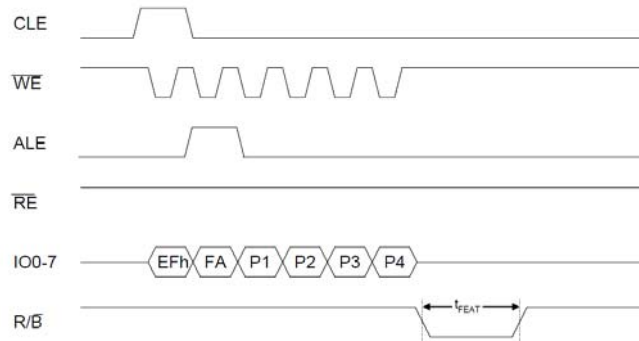 CLE
WE
ALE
RE
IO0-7 EFh FA P1 P2 P3 P4
tFEAT
R/B